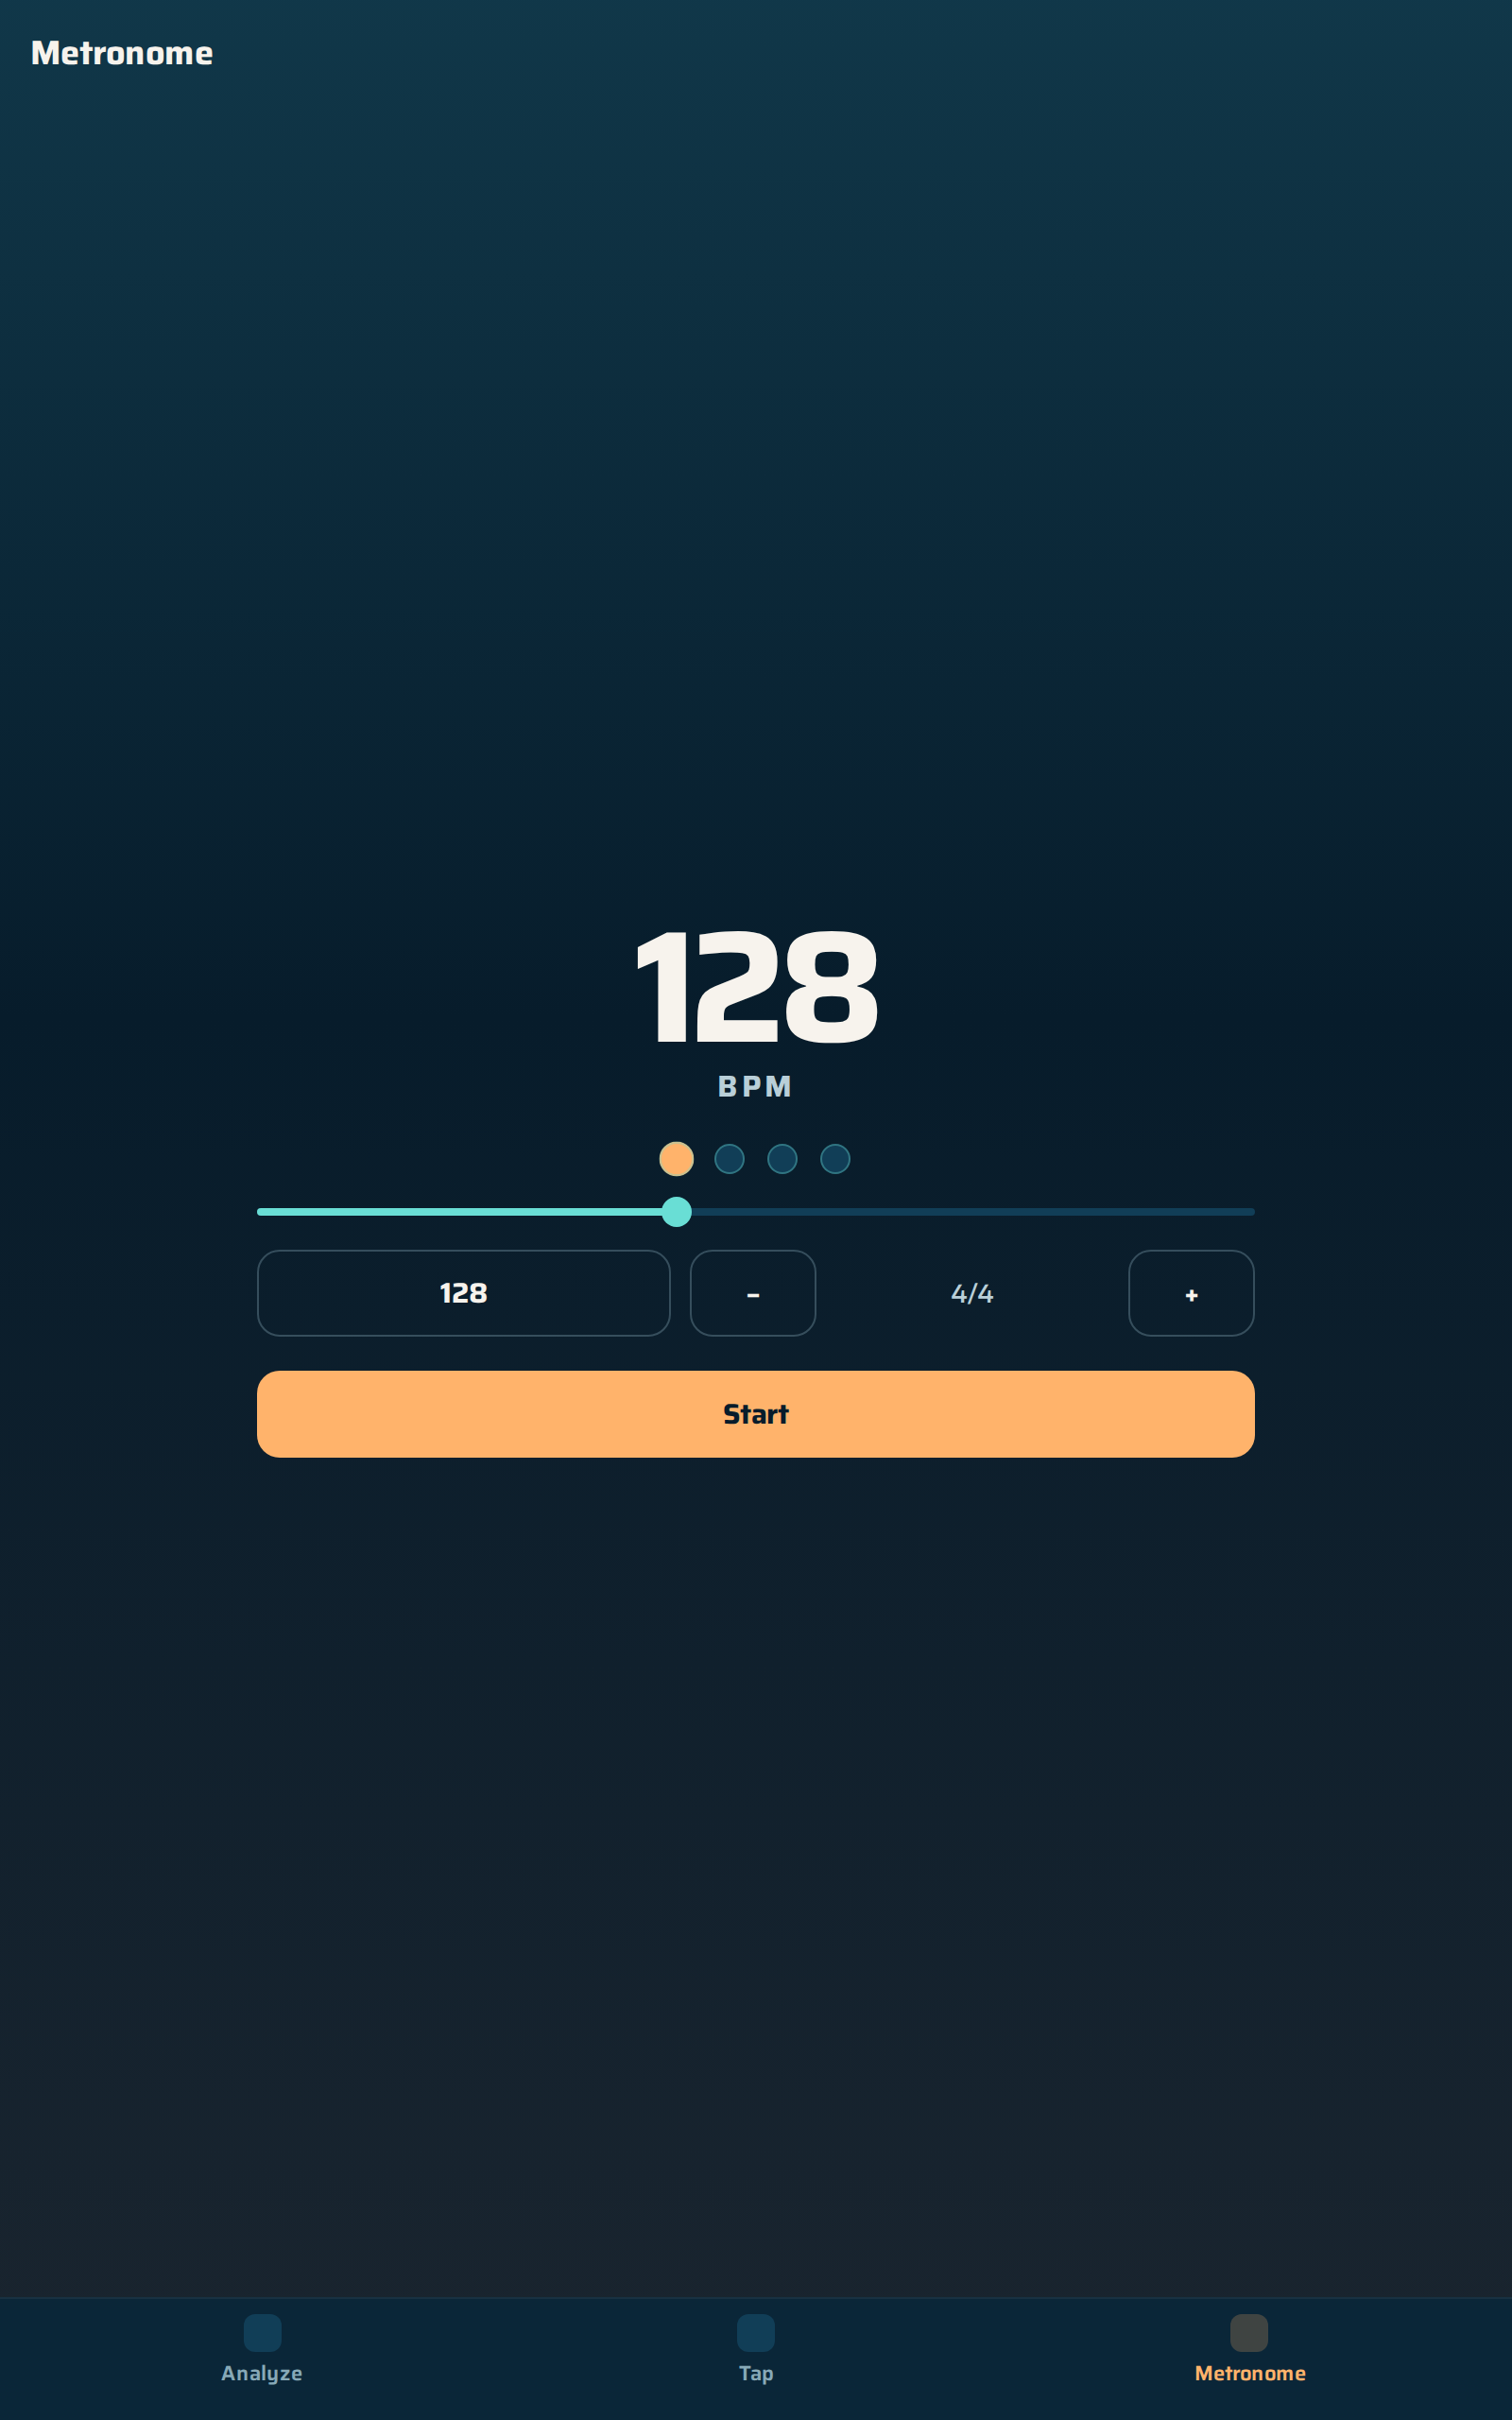 Metronome
128
BPM
128 – 4/4 +
Start
Analyze Tap Metronome